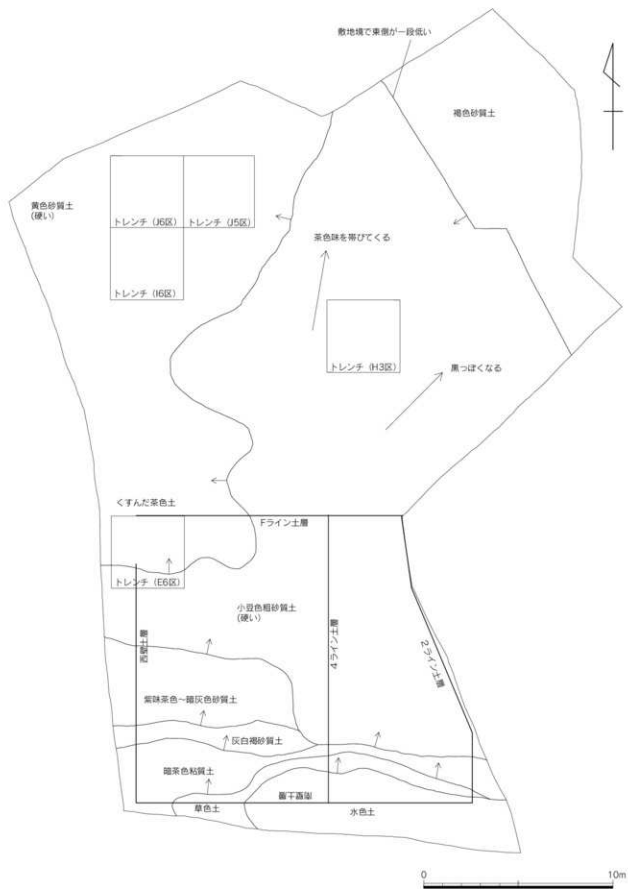 敷地境で東側が一段低い
褐色砂質土
黄色砂質土
(硬い)
トレンチ（J6区）
トレンチ（J5区）
茶色味を帯びてくる
トレンチ（I6区）
トレンチ（H3区）
黒っぽくなる
くすんだ茶色土
Fライン土層
トレンチ（E6区）
小豆色粗砂質土
(硬い)
西壁土層
4ライン土層
2ライン土層
紫味茶色～暗灰色砂質土
灰白褐砂質土
暗茶色粘質土
南壁土層
草色土
水色土
0
10m